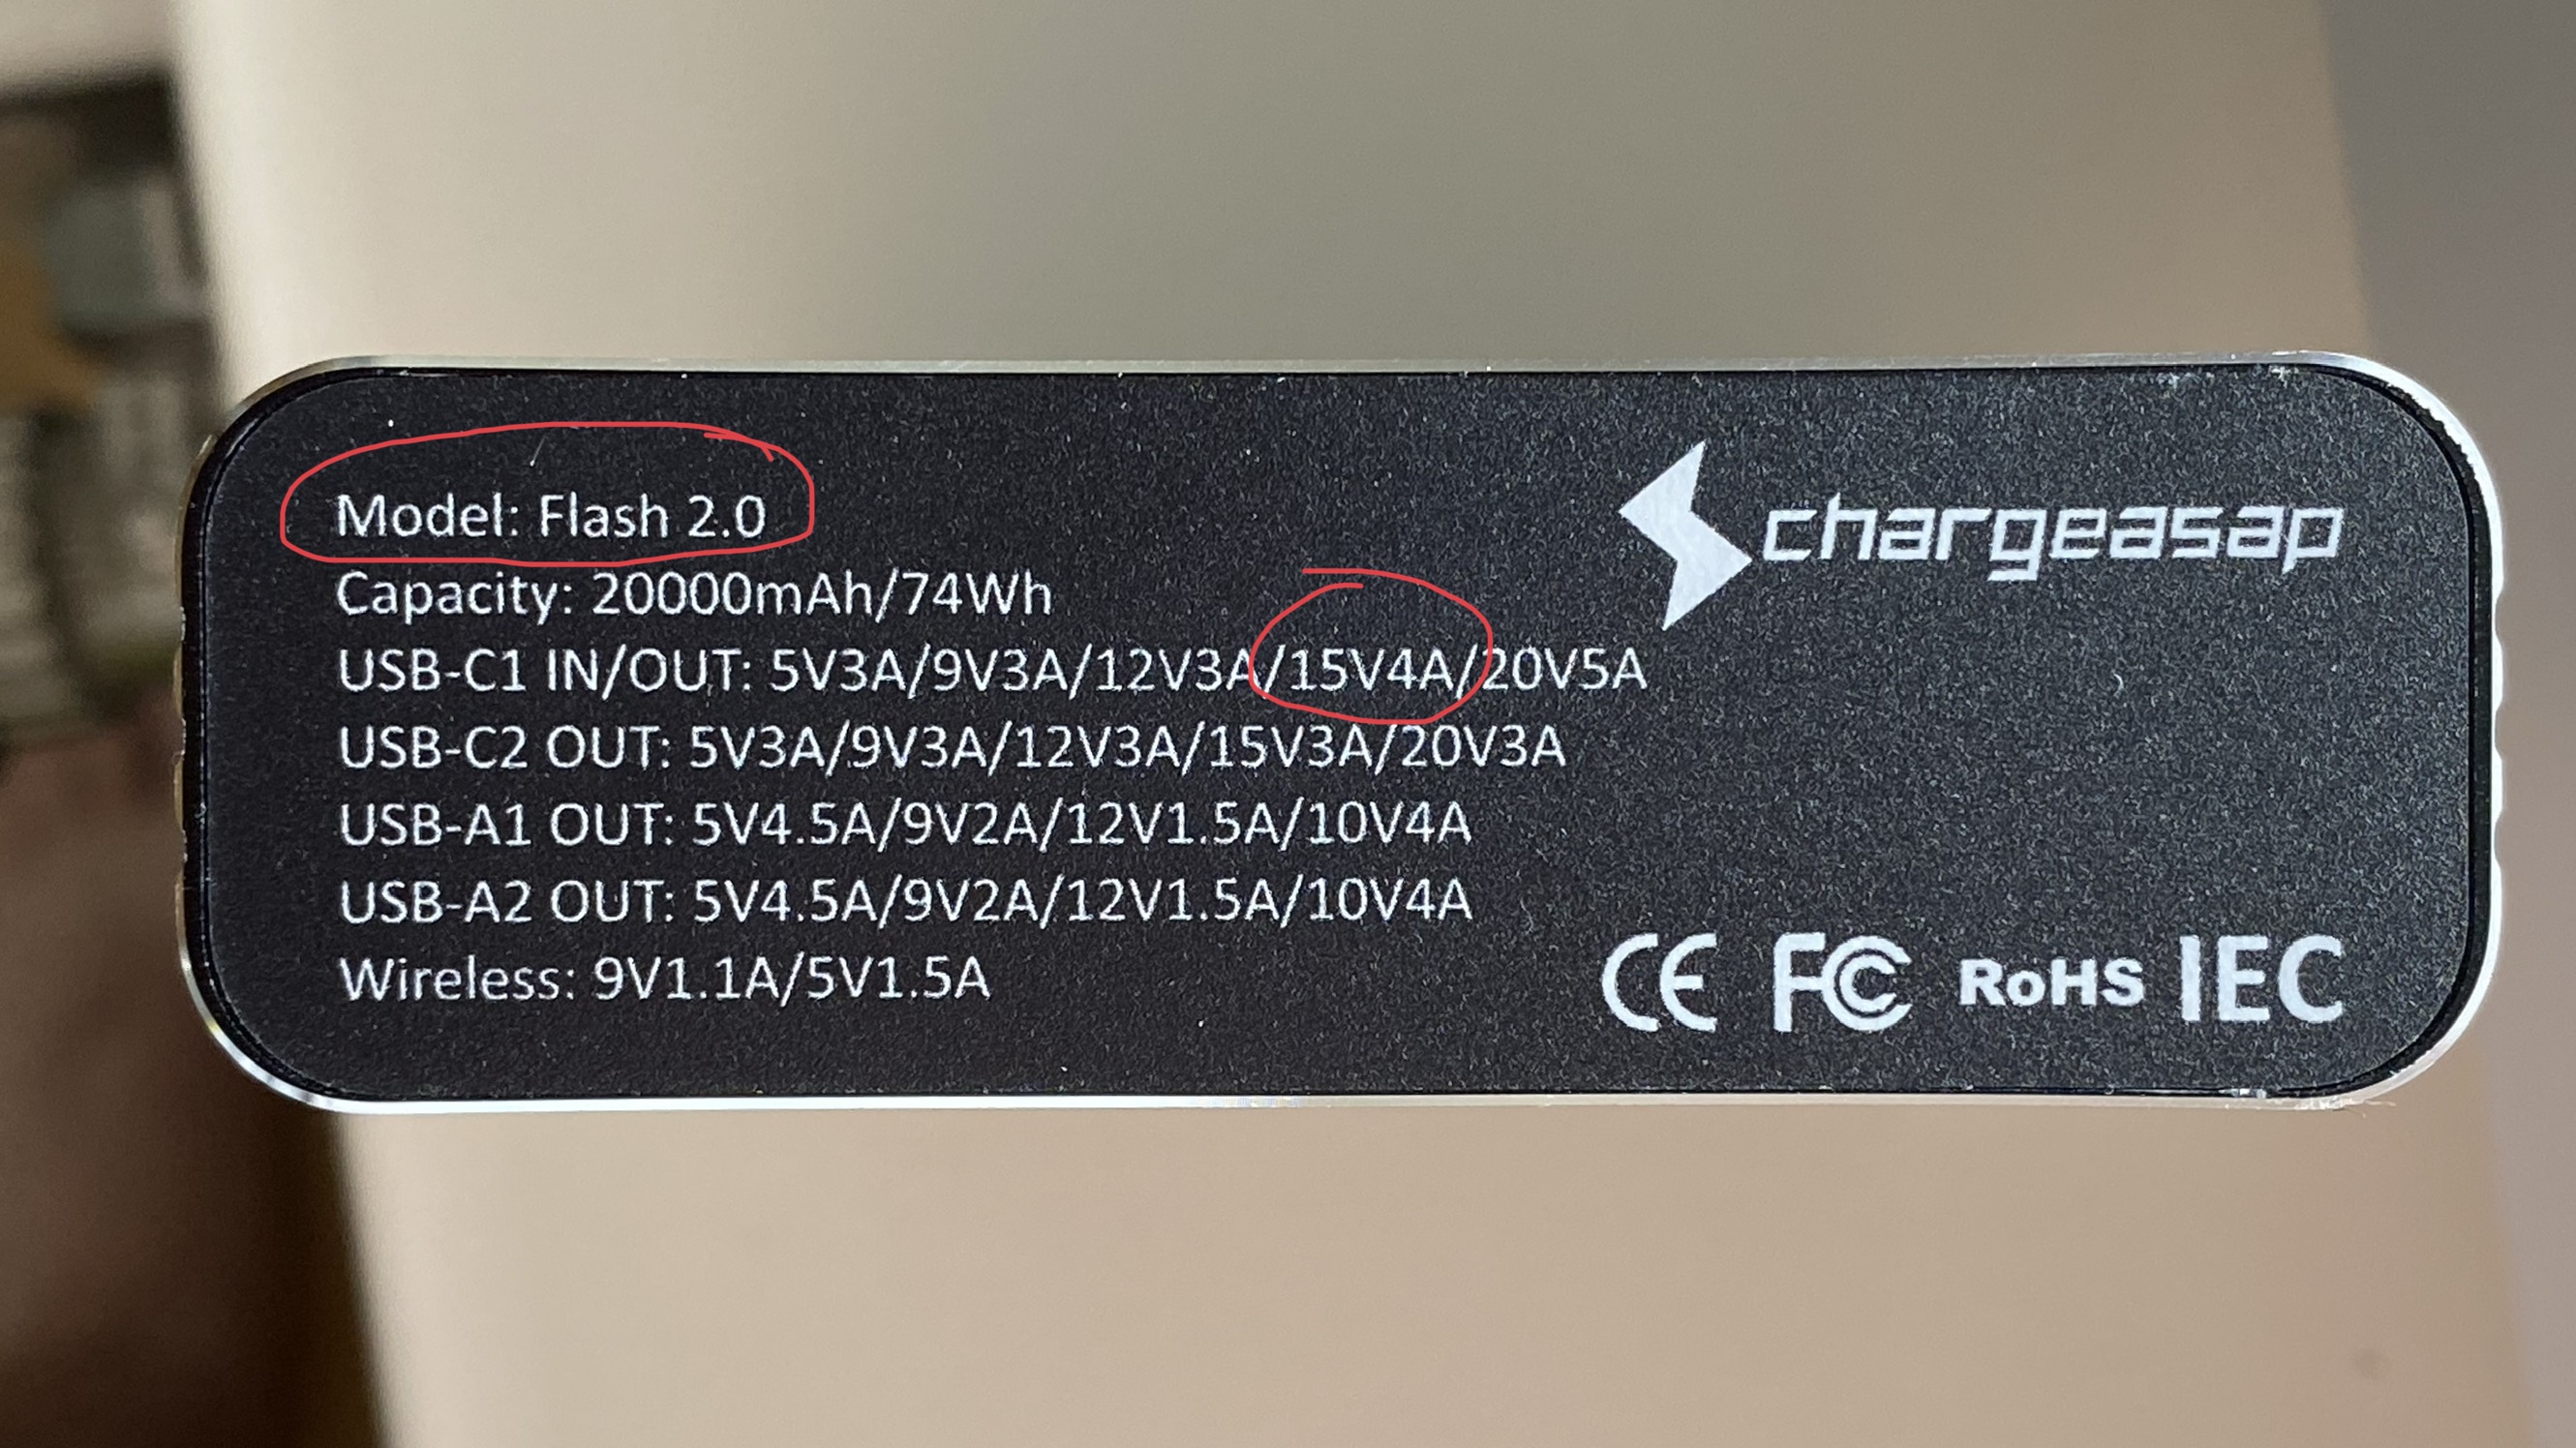 Model: Flash 2.0
Capacity: 20000mAh/74Wh
USB-C1 IN/OUT: 5V3A/9V3A/12V3A/15V4A/20V5A
USB-C2 OUT: 5V3A/9V3A/12V3A/15V3A/20V3A
USB-A1 OUT: 5V4.5A/9V2A/12V1.5A/10V4A
USB-A2 OUT: 5V4.5A/9V2A/12V1.5A/10V4A
Wireless: 9V1.1A/5V1.5A
chargeasap
CE FC RoHS IEC